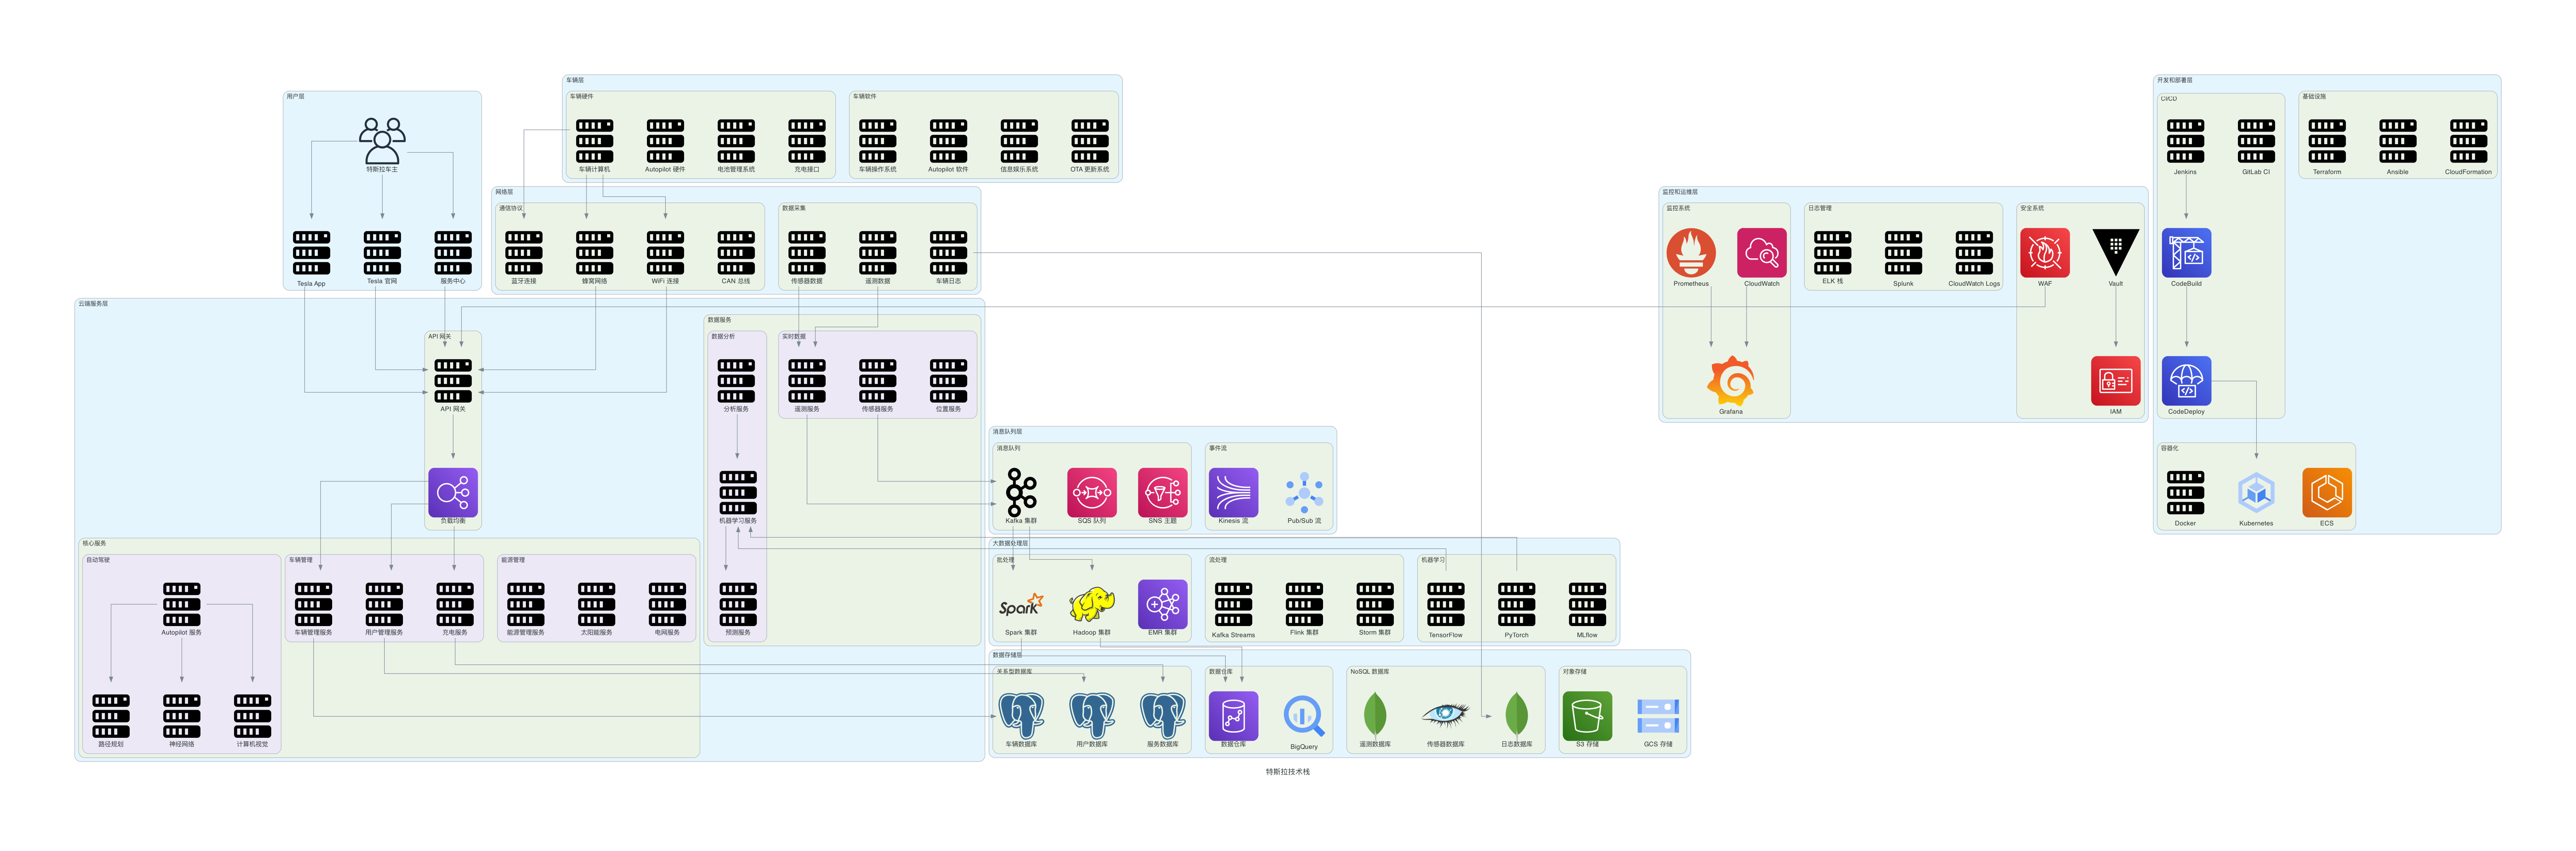 用户层
特斯拉车主
Tesla App
Tesla 官网
服务中心
车辆层
车辆硬件
车辆计算机
Autopilot 硬件
电池管理系统
充电接口
车辆软件
车辆操作系统
Autopilot 软件
信息娱乐系统
OTA 更新系统
网络层
通信协议
蓝牙连接
蜂窝网络
WiFi 连接
CAN 总线
数据采集
传感器数据
遥测数据
车辆日志
云端服务层
API 网关
API 网关
负载均衡
数据服务
数据分析
分析服务
机器学习服务
预测服务
实时数据
遥测服务
传感器服务
位置服务
核心服务
自动驾驶
Autopilot 服务
路径规划
神经网络
计算机视觉
车辆管理
车辆管理服务
用户管理服务
充电服务
能源管理
能源管理服务
太阳能服务
电网服务
消息队列层
消息队列
Kafka 集群
SQS 队列
SNS 主题
事件流
Kinesis 流
Pub/Sub 流
大数据处理层
批处理
Spark
Spark 集群
Hadoop 集群
EMR 集群
流处理
Kafka Streams
Flink 集群
Storm 集群
机器学习
TensorFlow
PyTorch
MLflow
数据存储层
关系型数据库
车辆数据库
用户数据库
服务数据库
数据仓库
数据仓库
BigQuery
NoSQL 数据库
遥测数据库
传感器数据库
日志数据库
对象存储
S3 存储
GCS 存储
监控和运维层
监控系统
Prometheus
CloudWatch
Grafana
日志管理
ELK 栈
Splunk
CloudWatch Logs
安全系统
WAF
Vault
IAM
开发和部署层
CI/CD
Jenkins
GitLab CI
CodeBuild
CodeDeploy
基础设施
Terraform
Ansible
CloudFormation
容器化
Docker
Kubernetes
ECS
特斯拉技术栈